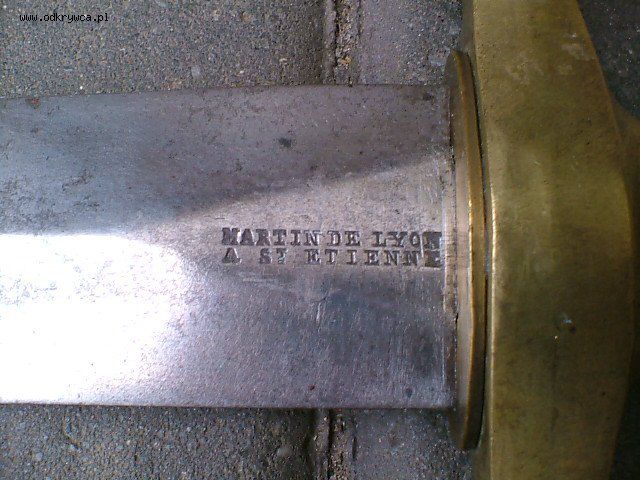 www.odkrywca.pl
MARTIN DE LYON
A ST ETIENNE